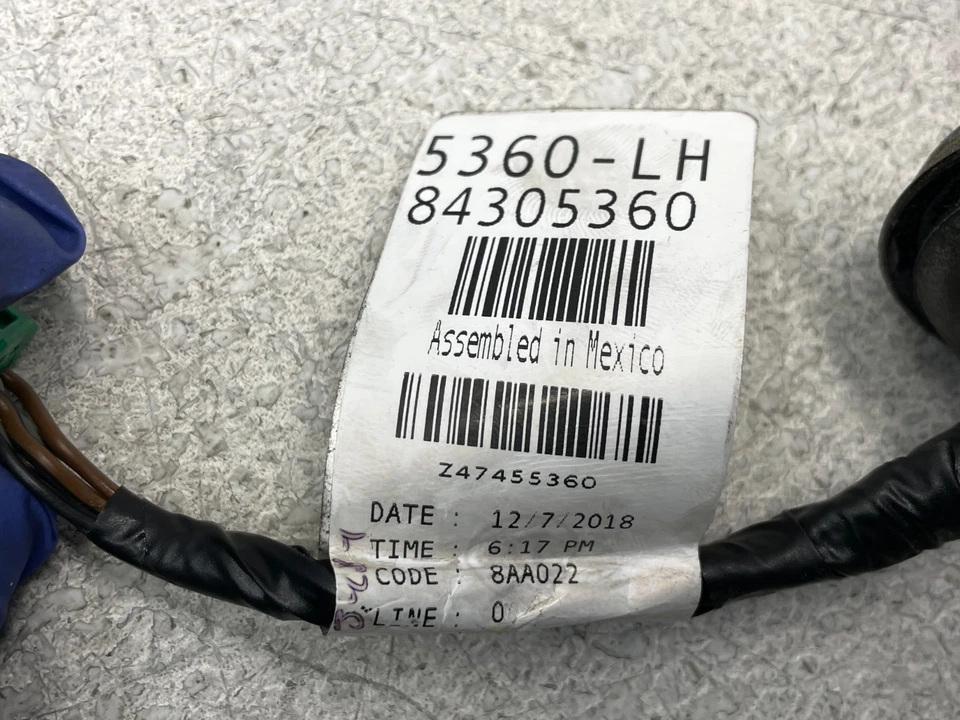 5360-LH
84305360
Assembled in Mexico
Z47455360
DATE : 12/7/2018
TIME : 6:17 PM
CODE : 8AA022
LINE : 0